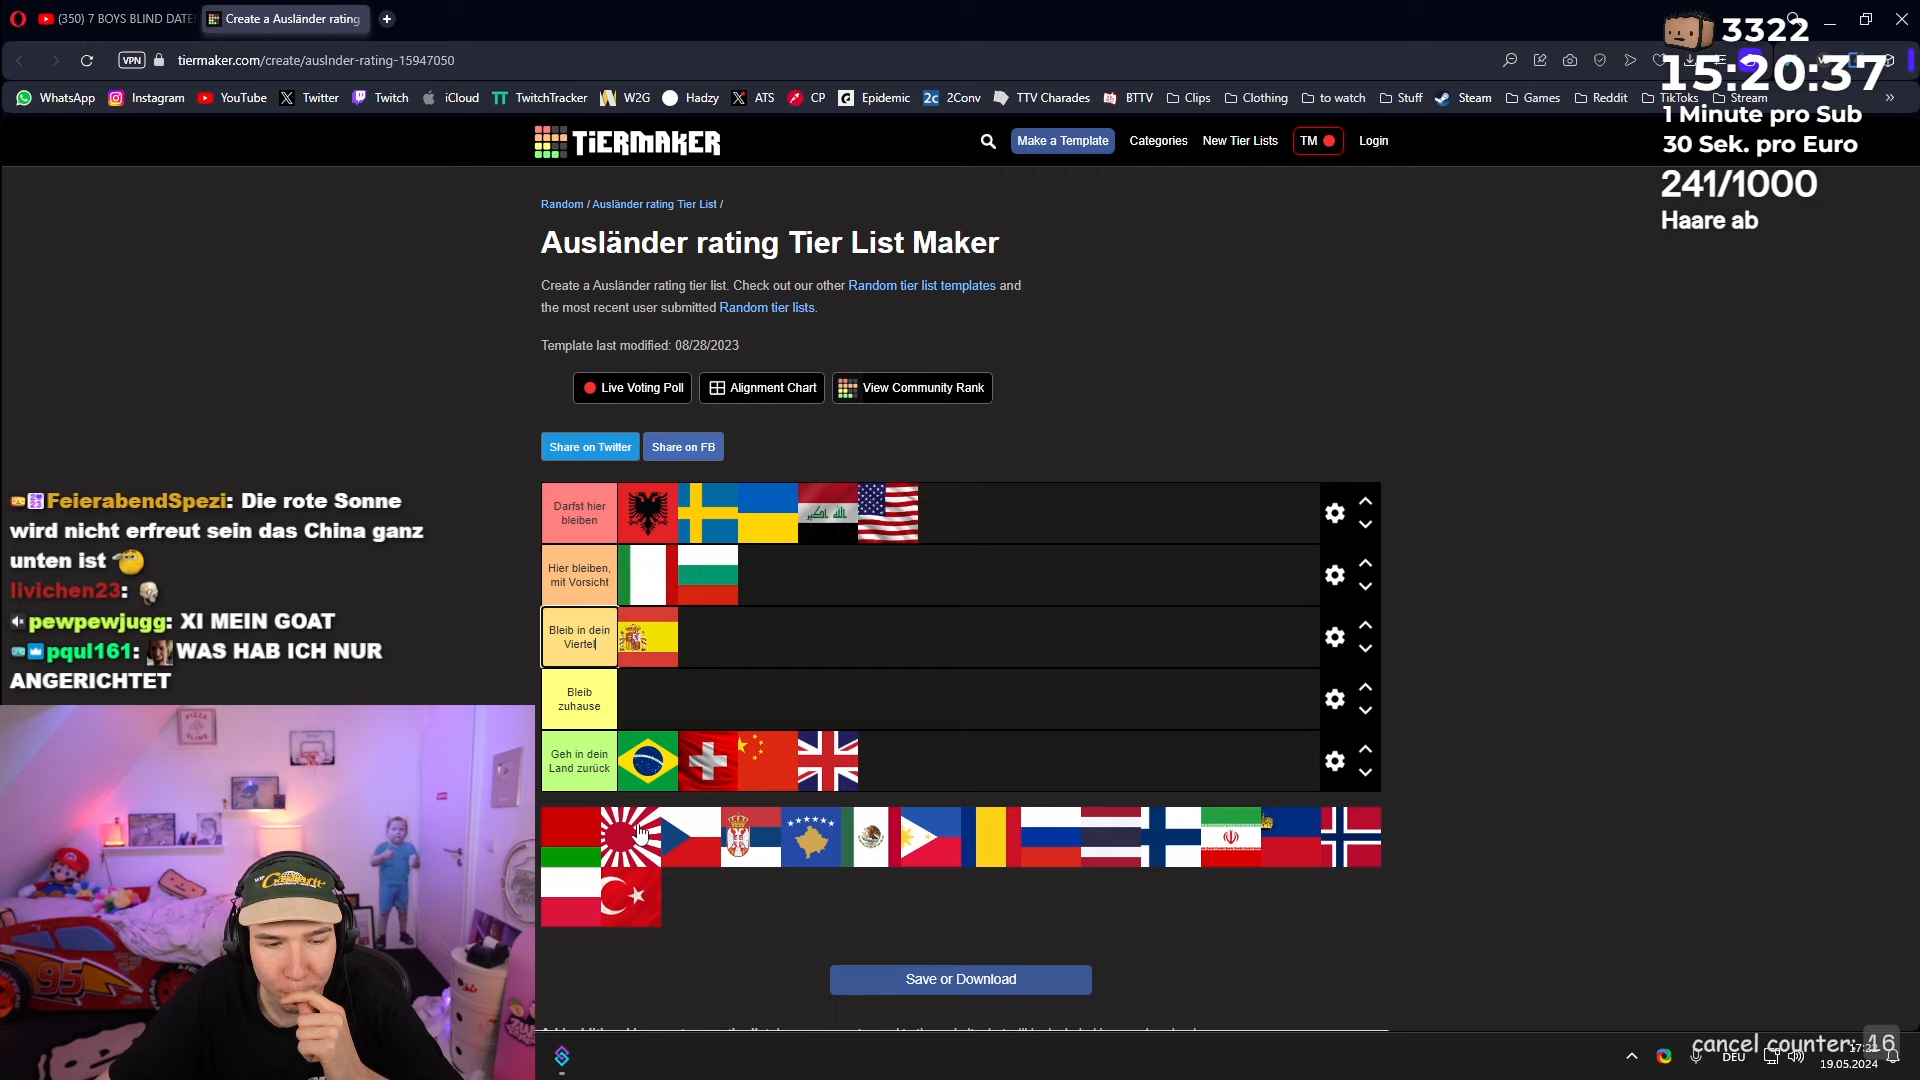 (350) 7 BOYS BLIND DATE
Create a Ausländer rating
3322
VPN
tiermaker.com/create/auslnder-rating-15947050
15:20:37
WhatsApp
Instagram
YouTube
Twitter
Twitch
iCloud
TT TwitchTracker
W2G
Hadzy
ATS
CP
Epidemic
2c 2Conv
TTV Charades
BTTV
Clips
Clothing
to watch
Stuff
Steam
Games
Reddit
TikToks
Stream
1 Minute pro Sub
30 Sek. pro Euro
241/1000
Haare ab
TiERMAKER
Make a Template
Categories
New Tier Lists
TM
Login
Random / Ausländer rating Tier List /
Ausländer rating Tier List Maker
Create a Ausländer rating tier list. Check out our other Random tier list templates and
the most recent user submitted Random tier lists.
Template last modified: 08/28/2023
Live Voting Poll
Alignment Chart
View Community Rank
Share on Twitter
Share on FB
Darfst hier
bleiben
Hier bleiben,
mit Vorsicht
Bleib in dein
Viertel
Bleib
zuhause
Geh in dein
Land zurück
FeierabendSpezi: Die rote Sonne
wird nicht erfreut sein das China ganz
unten ist
livichen23:
pewpewjugg: XI MEIN GOAT
pqul161: WAS HAB ICH NUR
ANGERICHTET
PIZZA
SLIME
95
Save or Download
cancel counter: 16
DEU
19.05.2024